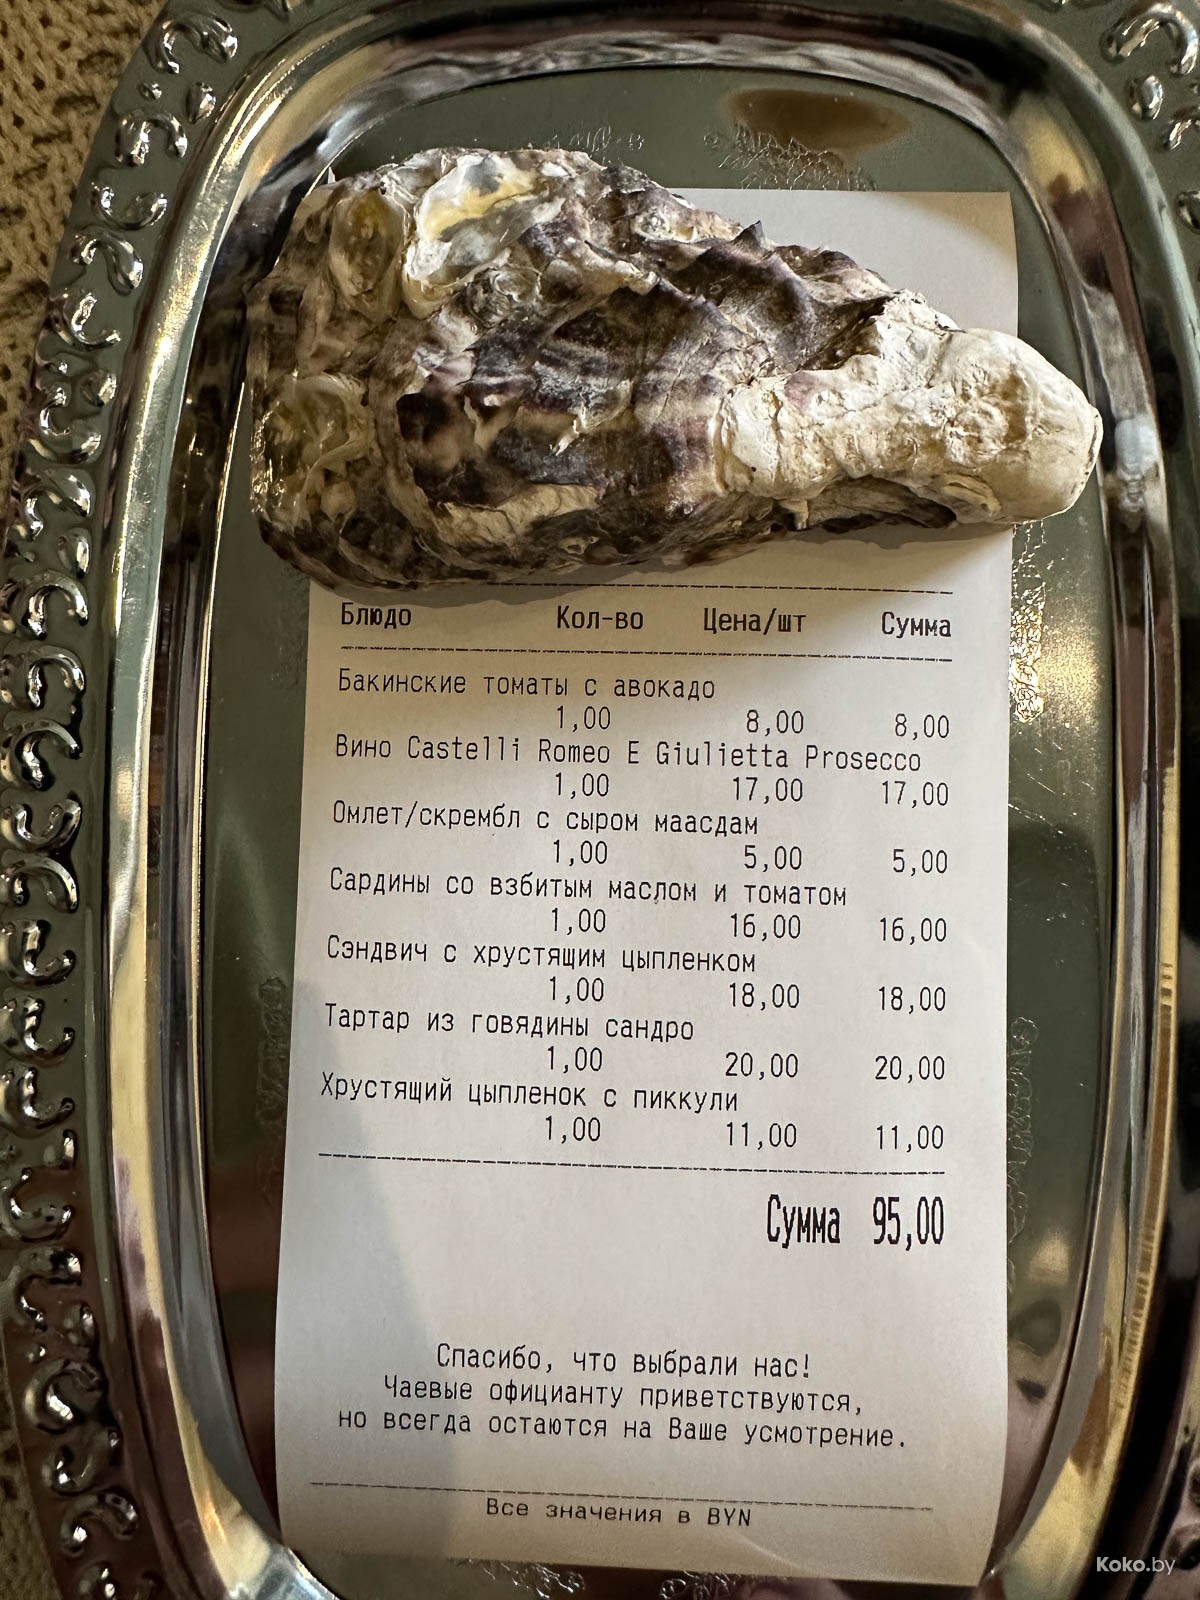 Блюдо Кол-во Цена/шт Сумма
Бакинские томаты с авокадо
1,00 8,00 8,00
Вино Castelli Romeo E Giulietta Prosecco
1,00 17,00 17,00
Омлет/скрембл с сыром маасдам
1,00 5,00 5,00
Сардины со взбитым маслом и томатом
1,00 16,00 16,00
Сэндвич с хрустящим цыпленком
1,00 18,00 18,00
Тартар из говядины сандро
1,00 20,00 20,00
Хрустящий цыпленок с пиккули
1,00 11,00 11,00
Сумма 95,00
Спасибо, что выбрали нас!
Чаевые официанту приветствуются,
но всегда остаются на Ваше усмотрение.
Все значения в BYN
Koko.by